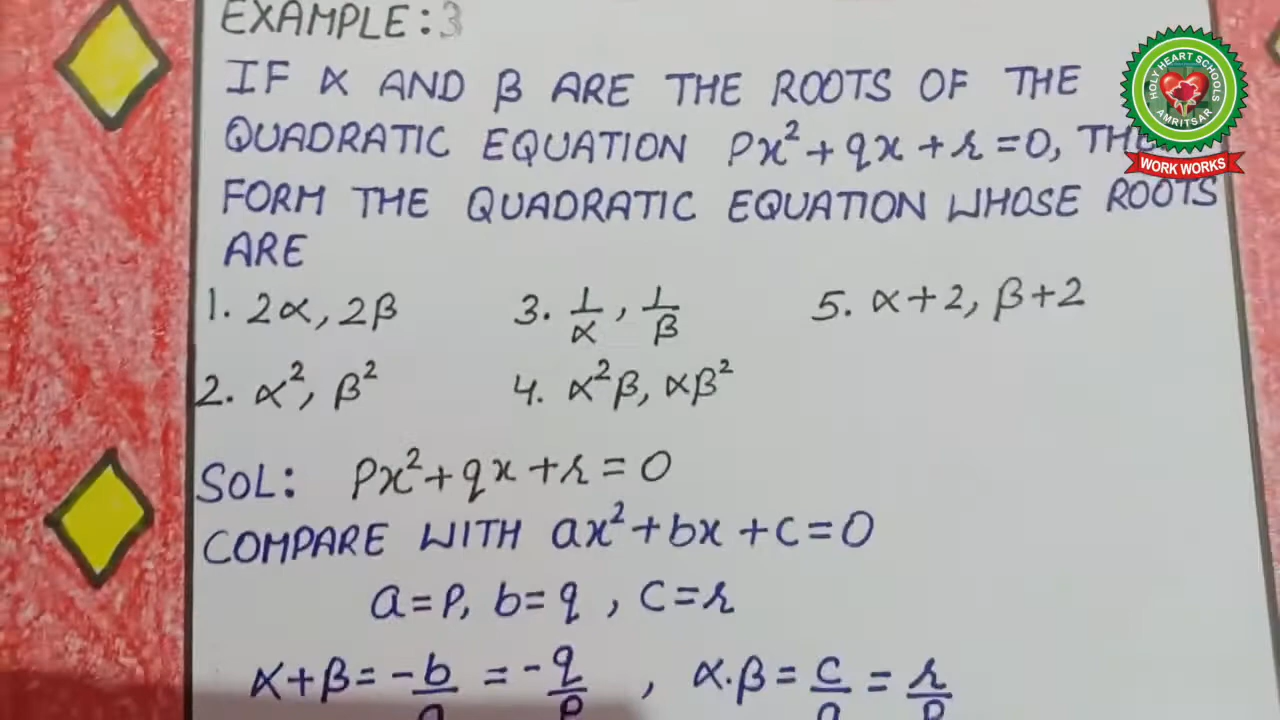 EXAMPLE: 3
IF α AND β ARE THE ROOTS OF THE
QUADRATIC EQUATION Px² + qx + r = 0,
FORM THE QUADRATIC EQUATION WHOSE ROOTS
ARE
1. 2α, 2β
3. 1/α, 1/β
5. α+2, β+2
2. α², β²
4. α²β, αβ²
SOL: Px² + qx + r = 0
COMPARE WITH ax² + bx + c = 0
a = P, b = q, C = r
α + β = -b/a = -q/P, α.β = c/a = r/P
HOLY HEART SCHOOLS
AMRITSAR
WORK WORKS